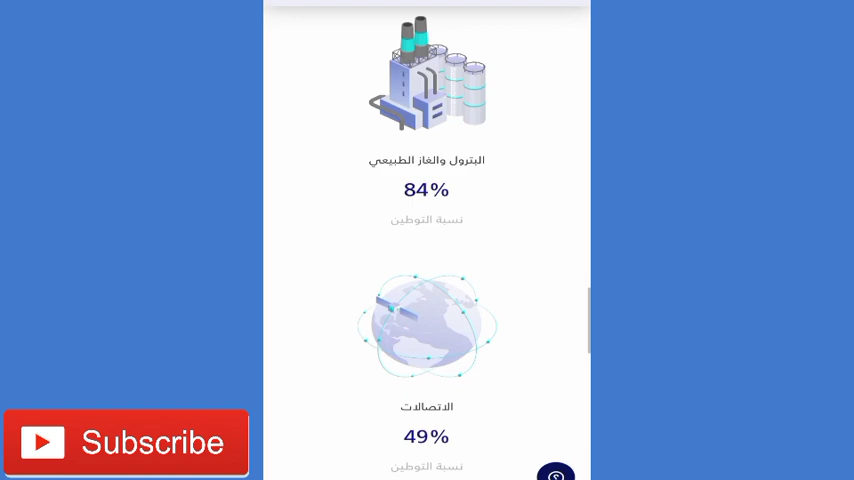 البترول والغاز الطبيعي
84%
نسبة التوطين
الاتصالات
49%
نسبة التوطين
Subscribe